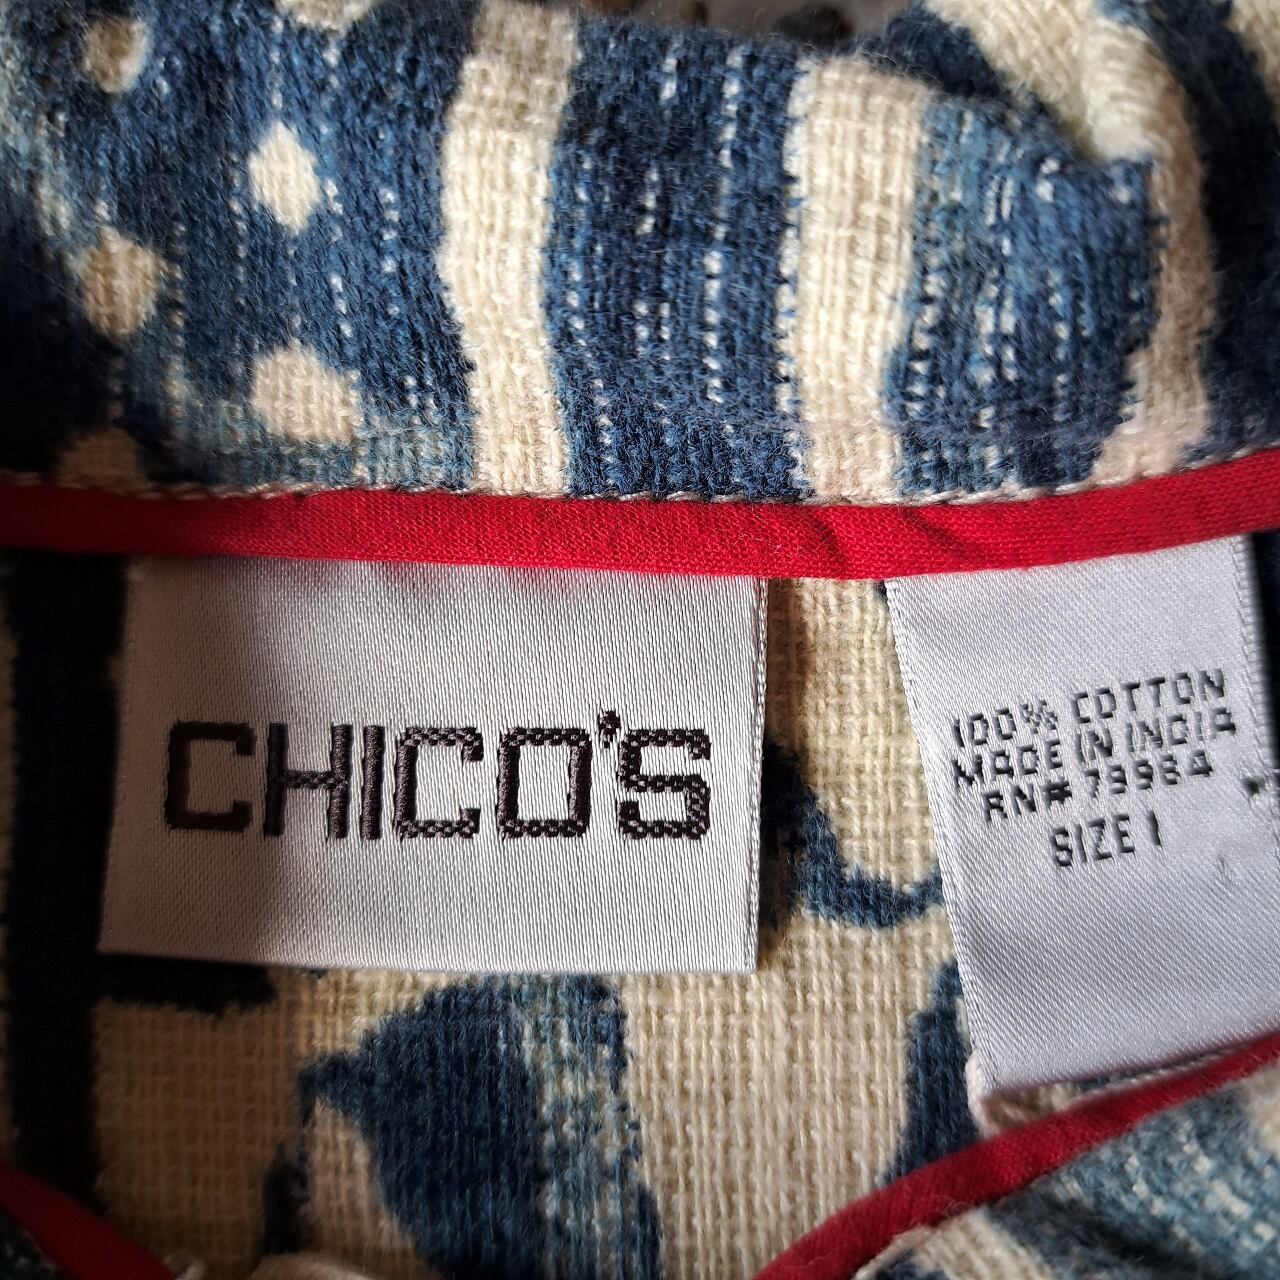 CHICO'S
100% COTTON
MADE IN INDIA
RN# 79984
SIZE 1